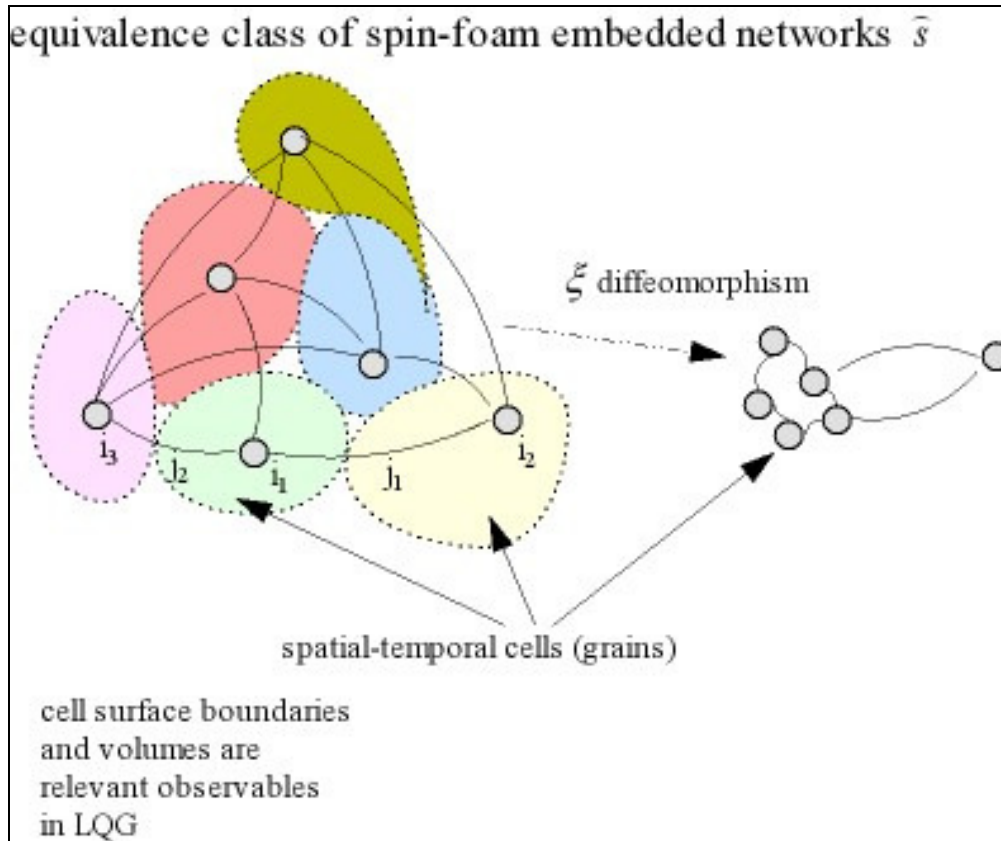 equivalence class of spin-foam embedded networks ŝ
ξ diffeomorphism
i₃
j₂
i₁
j₁
i₂
spatial-temporal cells (grains)
cell surface boundaries
and volumes are
relevant observables
in LQG